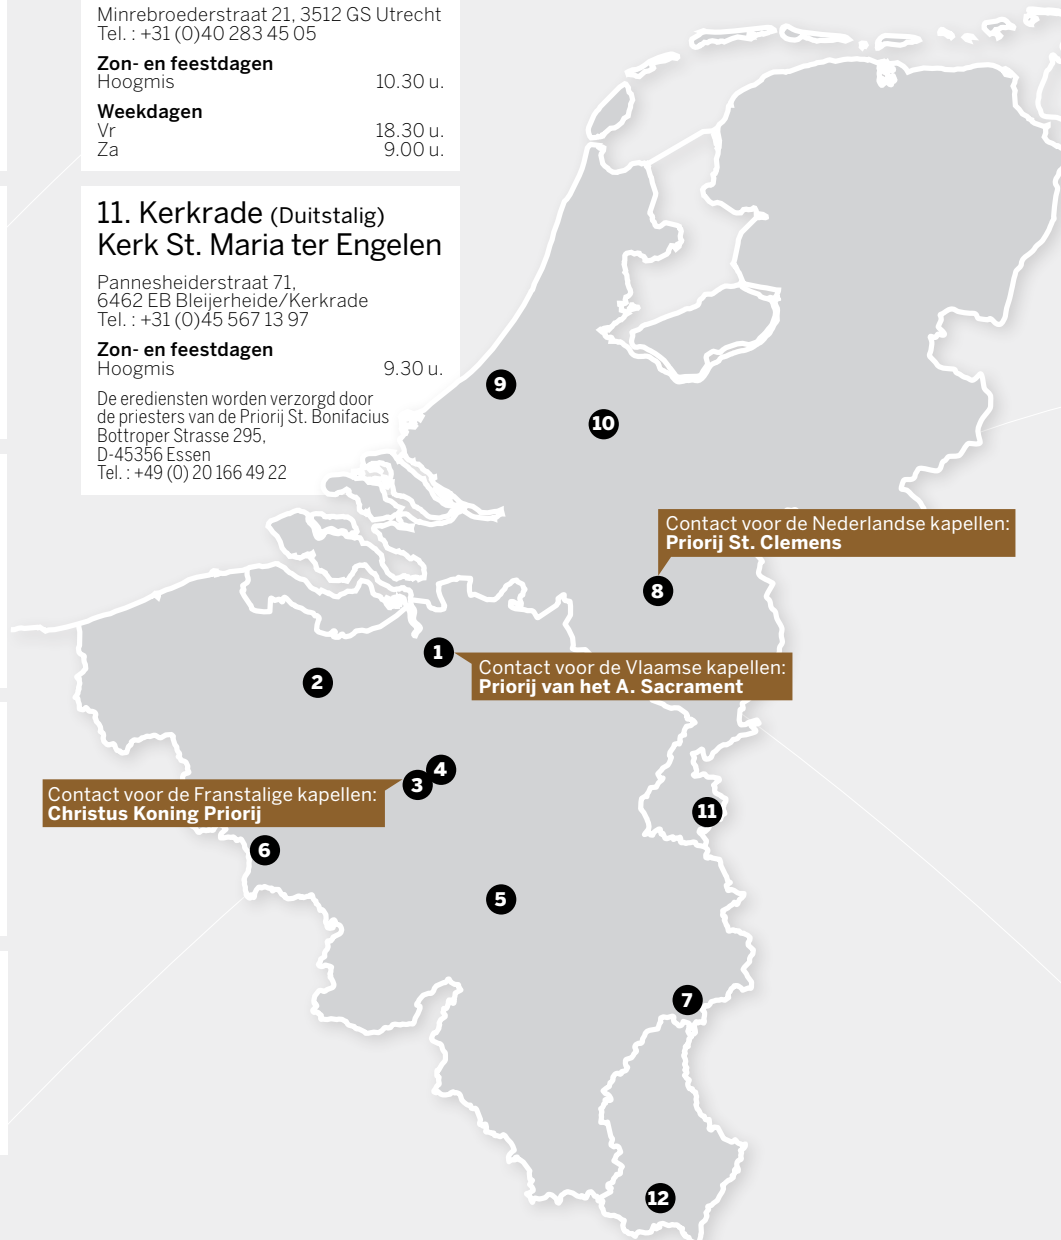 Minrebroederstraat 21, 3512 GS Utrecht
Tel. : +31 (0)40 283 45 05
Zon- en feestdagen
Hoogmis 10.30 u.
Weekdagen
Vr 18.30 u.
Za 9.00 u.
11. Kerkrade (Duitstalig)
Kerk St. Maria ter Engelen
Pannesheiderstraat 71,
6462 EB Bleijerheide/Kerkrade
Tel. : +31 (0)45 567 13 97
Zon- en feestdagen
Hoogmis 9.30 u.
De erediensten worden verzorgd door
de priesters van de Priorij St. Bonifacius
Bottroper Strasse 295,
D-45356 Essen
Tel. : +49 (0) 20 166 49 22
9
10
Contact voor de Nederlandse kapellen:
Priorij St. Clemens
8
1
Contact voor de Vlaamse kapellen:
Priorij van het A. Sacrament
2
4
3
Contact voor de Franstalige kapellen:
Christus Koning Priorij
11
6
5
7
12